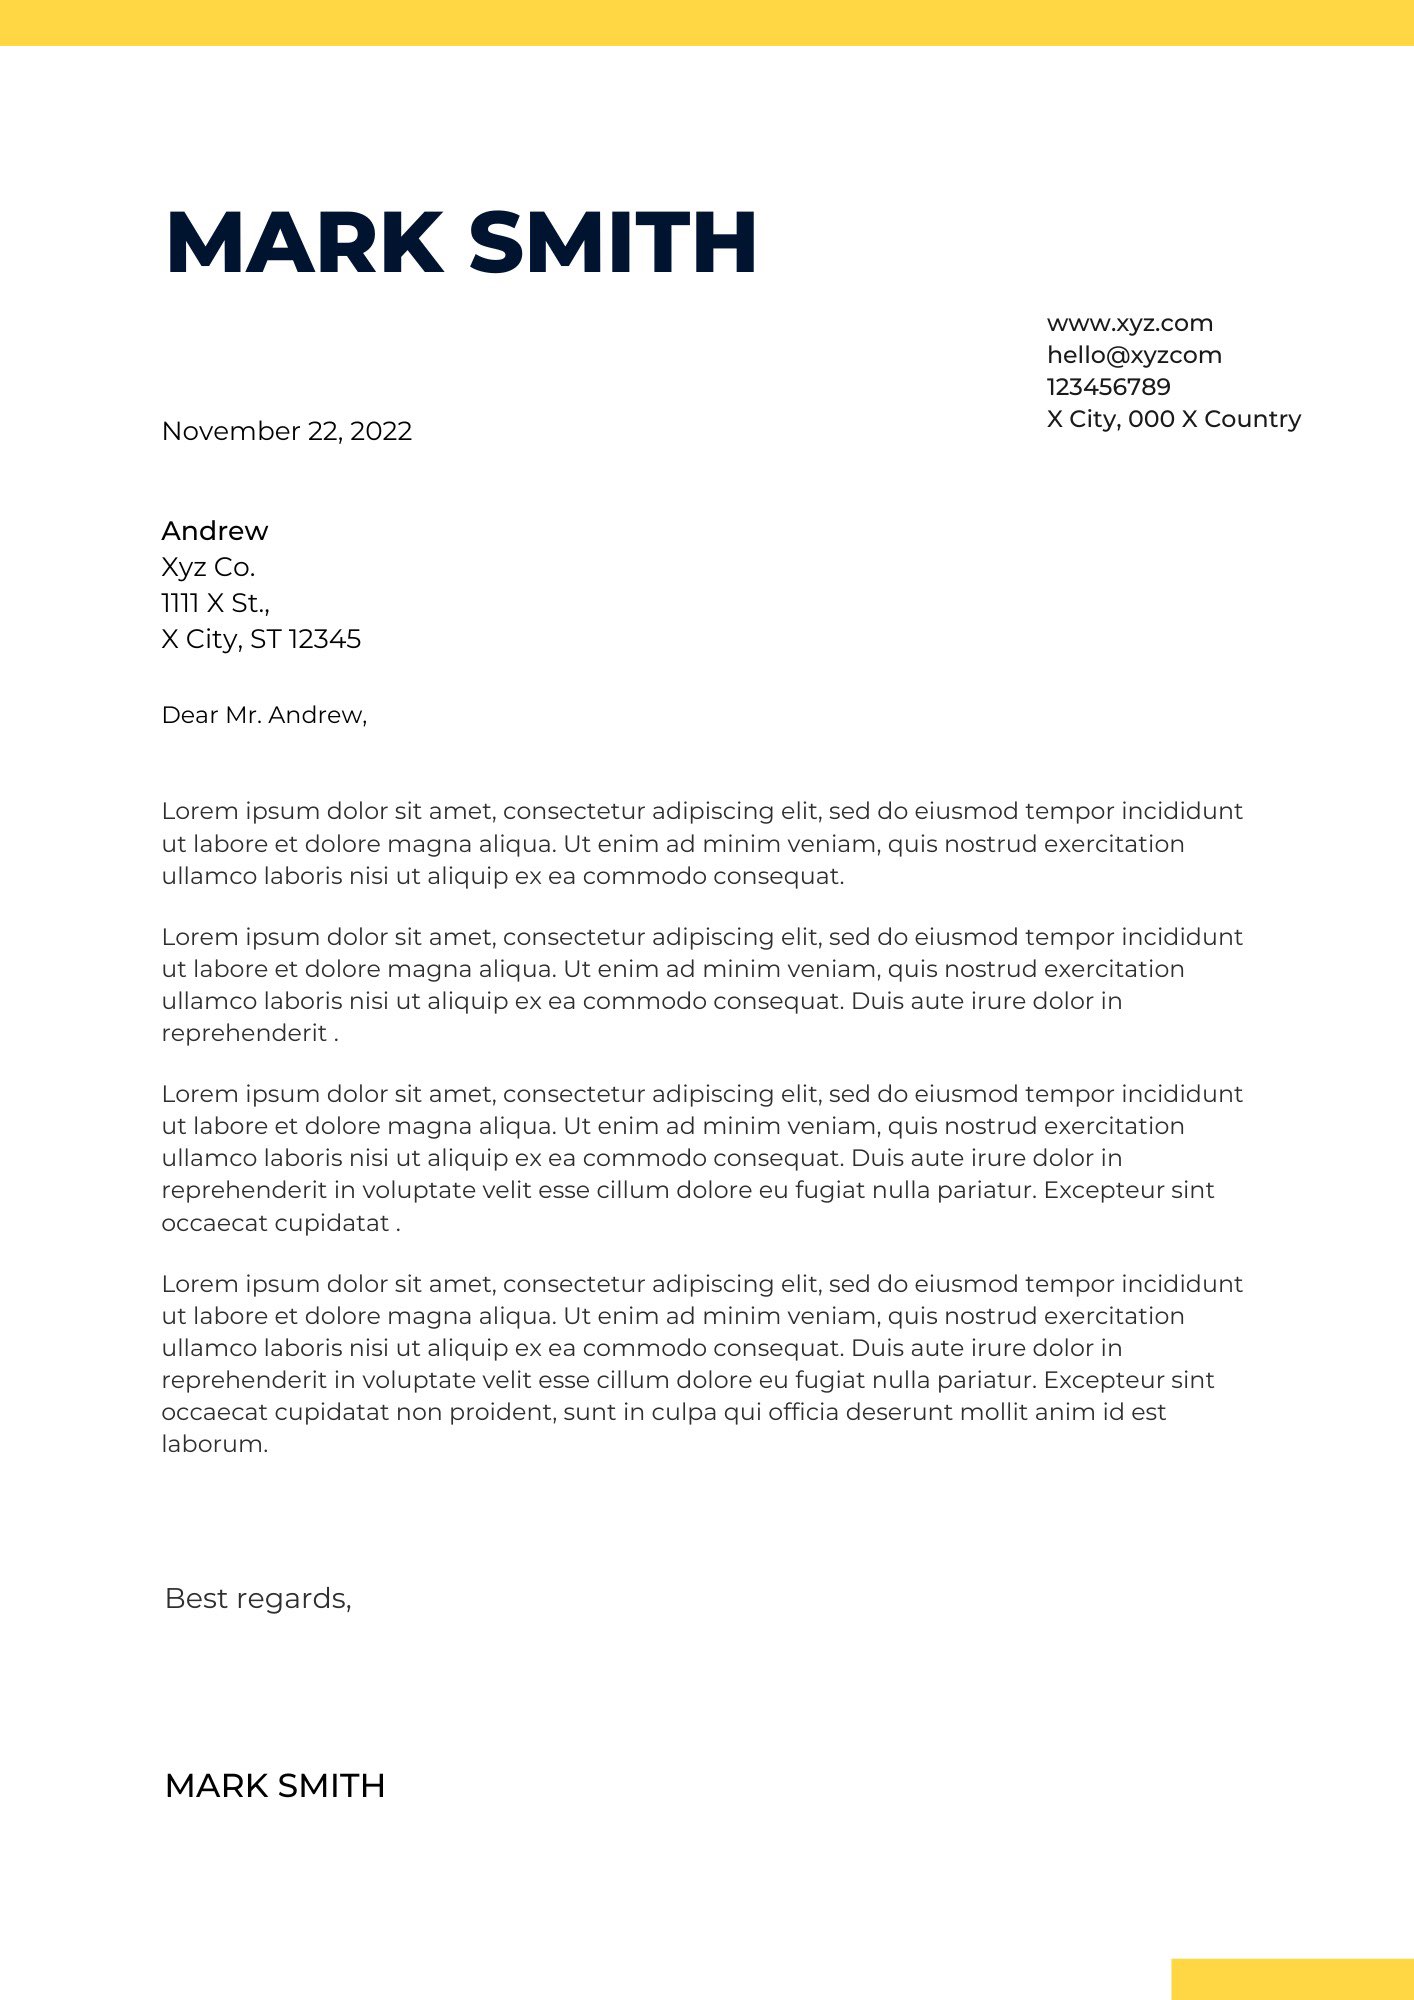 MARK SMITH
www.xyz.com
hello@xyzcom
123456789
X City, 000 X Country
November 22, 2022
Andrew
Xyz Co.
1111 X St.,
X City, ST 12345
Dear Mr. Andrew,
Lorem ipsum dolor sit amet, consectetur adipiscing elit, sed do eiusmod tempor incididunt
ut labore et dolore magna aliqua. Ut enim ad minim veniam, quis nostrud exercitation
ullamco laboris nisi ut aliquip ex ea commodo consequat.
Lorem ipsum dolor sit amet, consectetur adipiscing elit, sed do eiusmod tempor incididunt
ut labore et dolore magna aliqua. Ut enim ad minim veniam, quis nostrud exercitation
ullamco laboris nisi ut aliquip ex ea commodo consequat. Duis aute irure dolor in
reprehenderit .
Lorem ipsum dolor sit amet, consectetur adipiscing elit, sed do eiusmod tempor incididunt
ut labore et dolore magna aliqua. Ut enim ad minim veniam, quis nostrud exercitation
ullamco laboris nisi ut aliquip ex ea commodo consequat. Duis aute irure dolor in
reprehenderit in voluptate velit esse cillum dolore eu fugiat nulla pariatur. Excepteur sint
occaecat cupidatat .
Lorem ipsum dolor sit amet, consectetur adipiscing elit, sed do eiusmod tempor incididunt
ut labore et dolore magna aliqua. Ut enim ad minim veniam, quis nostrud exercitation
ullamco laboris nisi ut aliquip ex ea commodo consequat. Duis aute irure dolor in
reprehenderit in voluptate velit esse cillum dolore eu fugiat nulla pariatur. Excepteur sint
occaecat cupidatat non proident, sunt in culpa qui officia deserunt mollit anim id est
laborum.
Best regards,
MARK SMITH